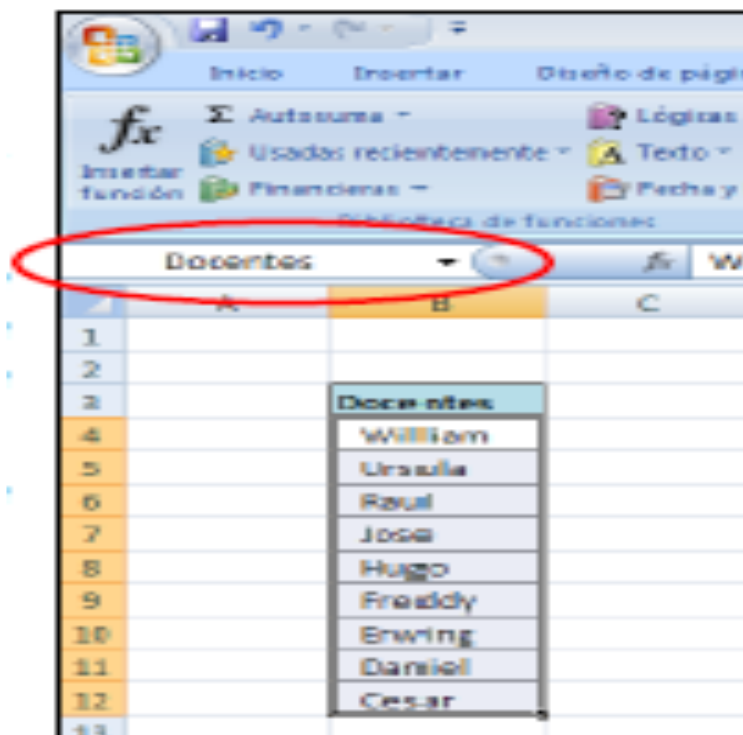 Inicio Insertar Diseño de pági
fx Σ Autosuma Lógicas
Insertar función Usadas recientemente A Texto
Financieras Fecha y
Biblioteca de funciones
Docentes fx Wi
A B C
1
2
3 Docentes
4 William
5 Ursula
6 Raul
7 Jose
8 Hugo
9 Freddy
10 Erwing
11 Daniel
12 Cesar
13